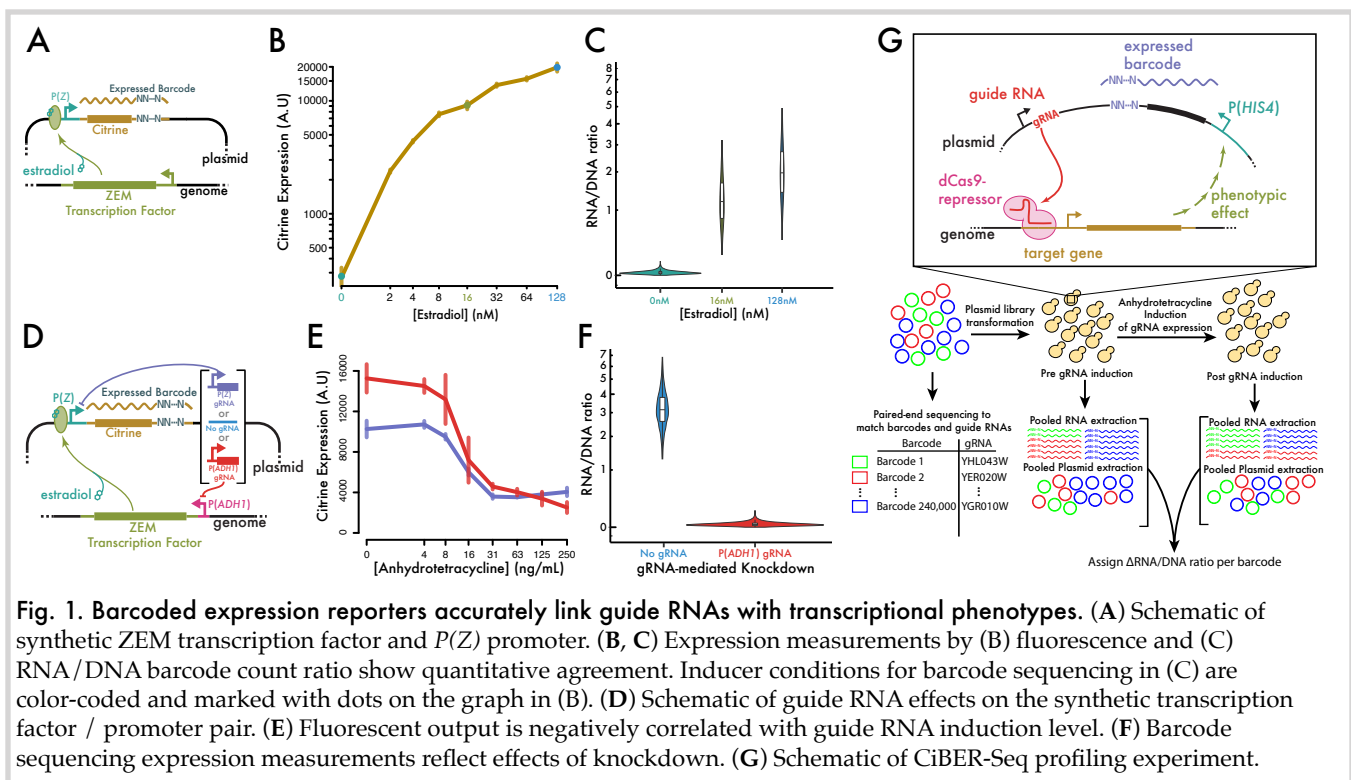 A
P(Z)
Expressed Barcode
NN···N
Citrine
NN···N
plasmid
estradiol
genome
ZEM
Transcription Factor
B
Citrine Expression (A.U)
20000
15000
10000
5000
1000
500
0
2
4
8
16
32
64
128
[Estradiol] (nM)
C
RNA/DNA ratio
8
7
6
5
4
3
2
1
0
0nM
16nM
128nM
[Estradiol] (nM)
D
P(Z)
Expressed Barcode
NN···N
Citrine
NN···N
P(Z)
gRNA
or
No gRNA
or
P(ADH1)
gRNA
plasmid
estradiol
P(ADH1)
genome
ZEM
Transcription Factor
E
Citrine Expression (A.U)
16000
12000
8000
4000
0
0
4
8
16
31
63
125
250
[Anhydrotetracycline] (ng/mL)
F
RNA/DNA ratio
7
6
5
4
3
2
1
0
No gRNA
P(ADH1) gRNA
gRNA-mediated Knockdown
G
expressed
barcode
NN···N
guide RNA
gRNA
NN···N
P(HIS4)
plasmid
dCas9-
repressor
phenotypic
effect
genome
target gene
Plasmid library
transformation
Anhydrotetracycline
Induction
of gRNA expression
Pre gRNA induction
Post gRNA induction
Paired-end sequencing to
match barcodes and guide RNAs
Barcode gRNA
Barcode 1 YHL043W
Barcode 2 YER020W
⋮ ⋮
Barcode 240,000 YGR010W
Pooled RNA extraction
Pooled Plasmid extraction
Pooled RNA extraction
Pooled Plasmid extraction
Assign ΔRNA/DNA ratio per barcode
Fig. 1. Barcoded expression reporters accurately link guide RNAs with transcriptional phenotypes. (A) Schematic of
synthetic ZEM transcription factor and P(Z) promoter. (B, C) Expression measurements by (B) fluorescence and (C)
RNA/DNA barcode count ratio show quantitative agreement. Inducer conditions for barcode sequencing in (C) are
color-coded and marked with dots on the graph in (B). (D) Schematic of guide RNA effects on the synthetic transcription
factor / promoter pair. (E) Fluorescent output is negatively correlated with guide RNA induction level. (F) Barcode
sequencing expression measurements reflect effects of knockdown. (G) Schematic of CiBER-Seq profiling experiment.